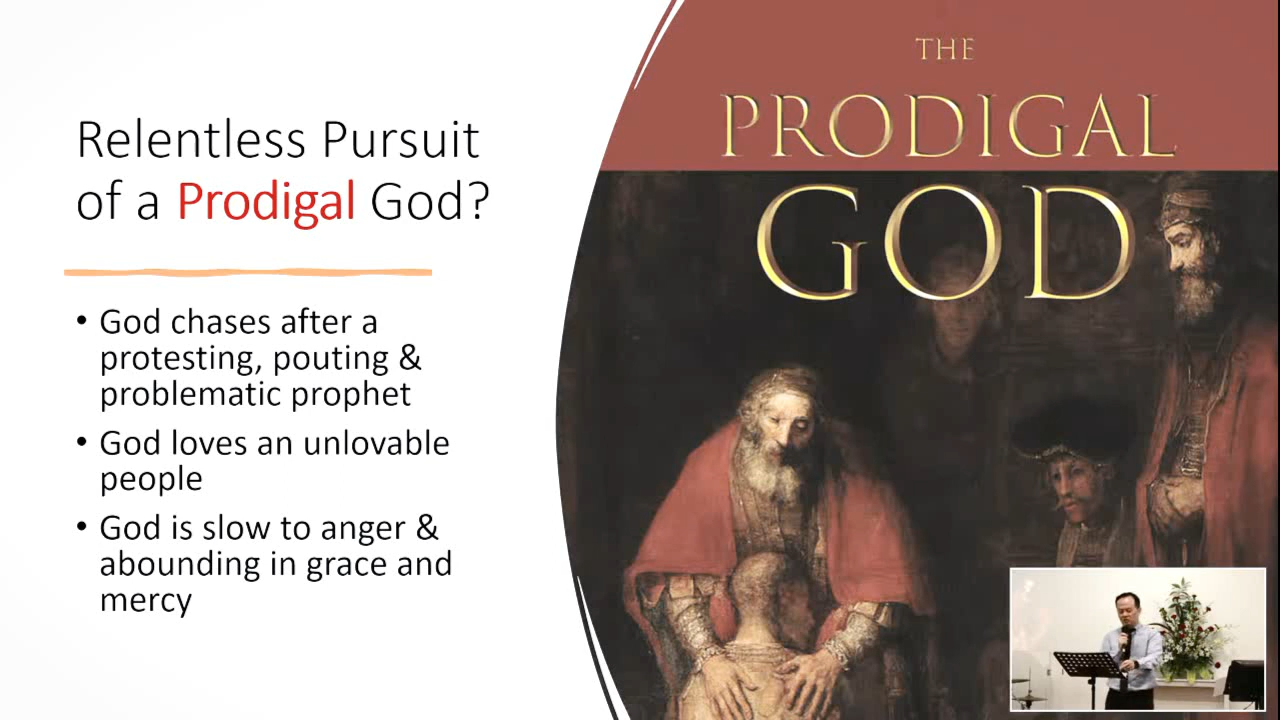 Relentless Pursuit
of a Prodigal God?
• God chases after a
protesting, pouting &
problematic prophet
• God loves an unlovable
people
• God is slow to anger &
abounding in grace and
mercy
THE
PRODIGAL
GOD